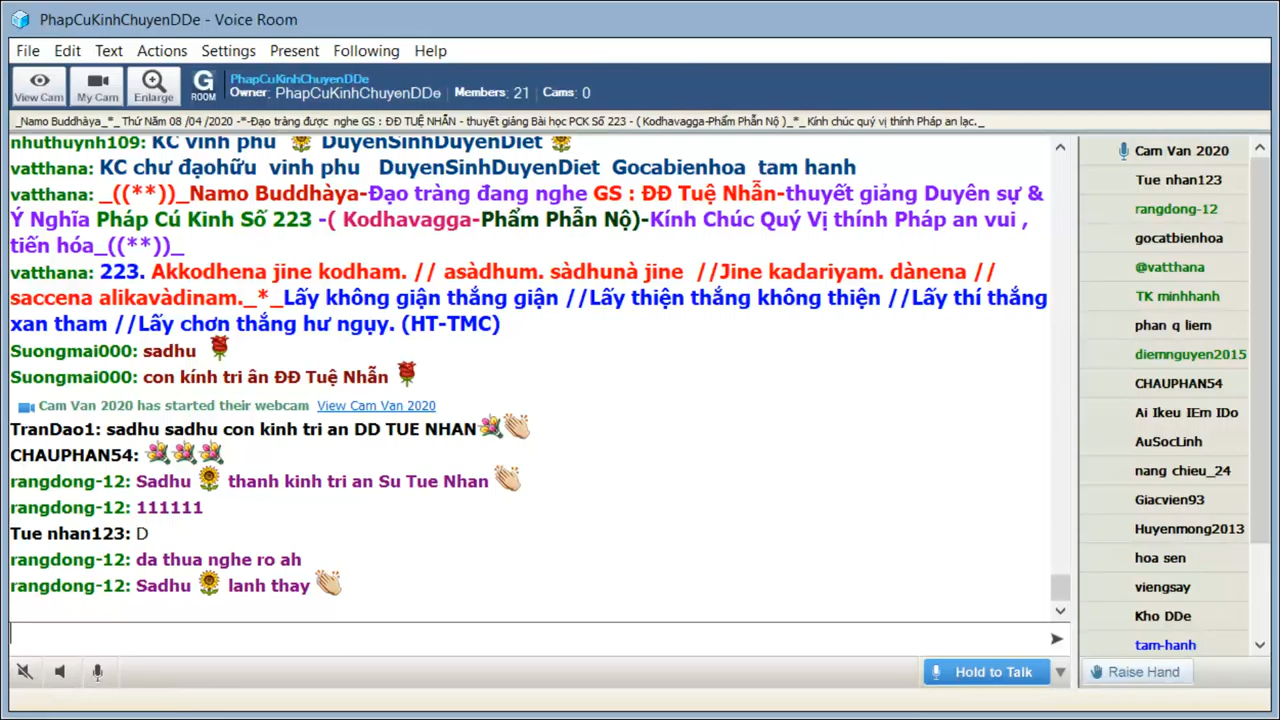 PhapCuKinhChuyenDDe - Voice Room
File Edit Text Actions Settings Present Following Help
View Cam My Cam Enlarge G ROOM
PhapCuKinhChuyenDDe
Owner: PhapCuKinhChuyenDDe Members: 21 Cams: 0
_Namo Buddhàya_*_ Thứ Năm 08 /04 /2020 -*-Đạo tràng được nghe GS : ĐĐ TUỆ NHẪN - thuyết giảng Bài học PCK Số 223 - ( Kodhavagga-Phẩm Phẫn Nộ )_*_ Kính chúc quý vị thính Pháp an lạc._
nhuthuynh109: KC vinh phu DuyenSinhDuyenDiet
vatthana: KC chư đạohữu vinh phu DuyenSinhDuyenDiet Gocabienhoa tam hanh
vatthana: _((**))_Namo Buddhàya-Đạo tràng đang nghe GS : ĐĐ Tuệ Nhẫn-thuyết giảng Duyên sự &
Ý Nghĩa Pháp Cú Kinh Số 223 -( Kodhavagga-Phẩm Phẫn Nộ)-Kính Chúc Quý Vị thính Pháp an vui ,
tiến hóa_((**))_
vatthana: 223. Akkodhena jine kodham. // asàdhum. sàdhunà jine //Jine kadariyam. dànena //
saccena alikavàdinam._*_Lấy không giận thắng giận //Lấy thiện thắng không thiện //Lấy thí thắng
xan tham //Lấy chơn thắng hư ngụy. (HT-TMC)
Suongmai000: sadhu
Suongmai000: con kính tri ân ĐĐ Tuệ Nhẫn
Cam Van 2020 has started their webcam View Cam Van 2020
TranDao1: sadhu sadhu con kinh tri an DD TUE NHAN
CHAUPHAN54:
rangdong-12: Sadhu thanh kinh tri an Su Tue Nhan
rangdong-12: 111111
Tue nhan123: D
rangdong-12: da thua nghe ro ah
rangdong-12: Sadhu lanh thay
Hold to Talk
Cam Van 2020
Tue nhan123
rangdong-12
gocatbienhoa
@vatthana
TK minhhanh
phan q liem
diemnguyen2015
CHAUPHAN54
Ai Ikeu IEm IDo
AuSocLinh
nang chieu_24
Giacvien93
Huyenmong2013
hoa sen
viengsay
Kho DDe
tam-hanh
Raise Hand